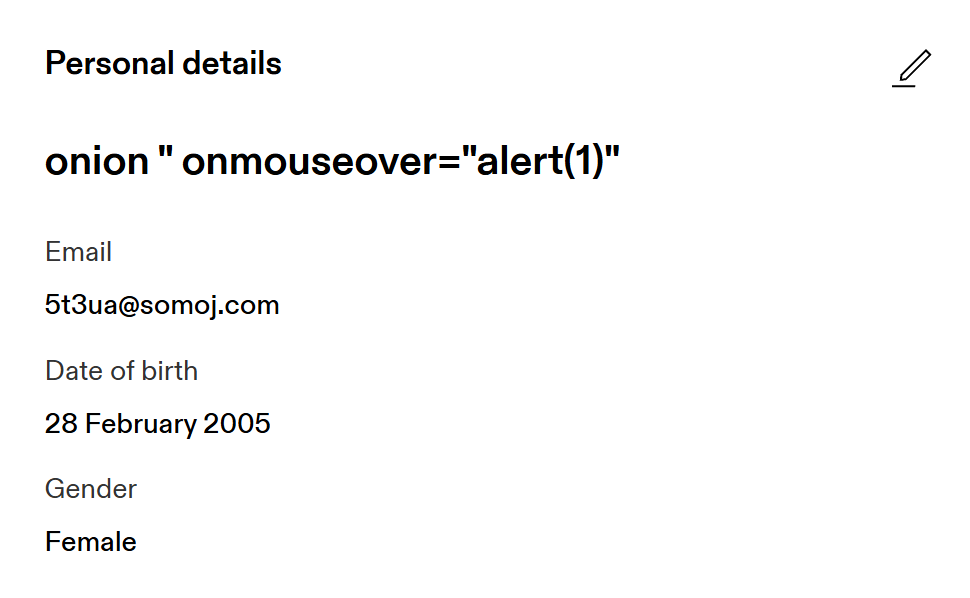 Personal details
onion " onmouseover="alert(1)"
Email
5t3ua@somoj.com
Date of birth
28 February 2005
Gender
Female